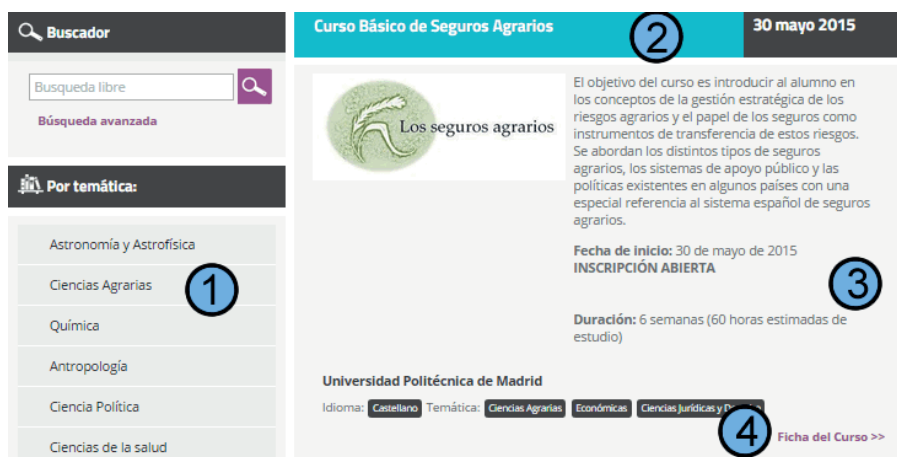 Buscador
Busqueda libre
Búsqueda avanzada
Por temática:
Astronomía y Astrofísica
Ciencias Agrarias
1
Química
Antropología
Ciencia Política
Ciencias de la salud
Curso Básico de Seguros Agrarios
2
30 mayo 2015
Los seguros agrarios
El objetivo del curso es introducir al alumno en
los conceptos de la gestión estratégica de los
riesgos agrarios y el papel de los seguros como
instrumentos de transferencia de estos riesgos.
Se abordan los distintos tipos de seguros
agrarios, los sistemas de apoyo público y las
políticas existentes en algunos países con una
especial referencia al sistema español de seguros
agrarios.
Fecha de inicio: 30 de mayo de 2015
INSCRIPCIÓN ABIERTA
3
Duración: 6 semanas (60 horas estimadas de
estudio)
Universidad Politécnica de Madrid
Idioma: Castellano Temática: Ciencias Agrarias Económicas Ciencias Jurídicas y
4
Ficha del Curso >>